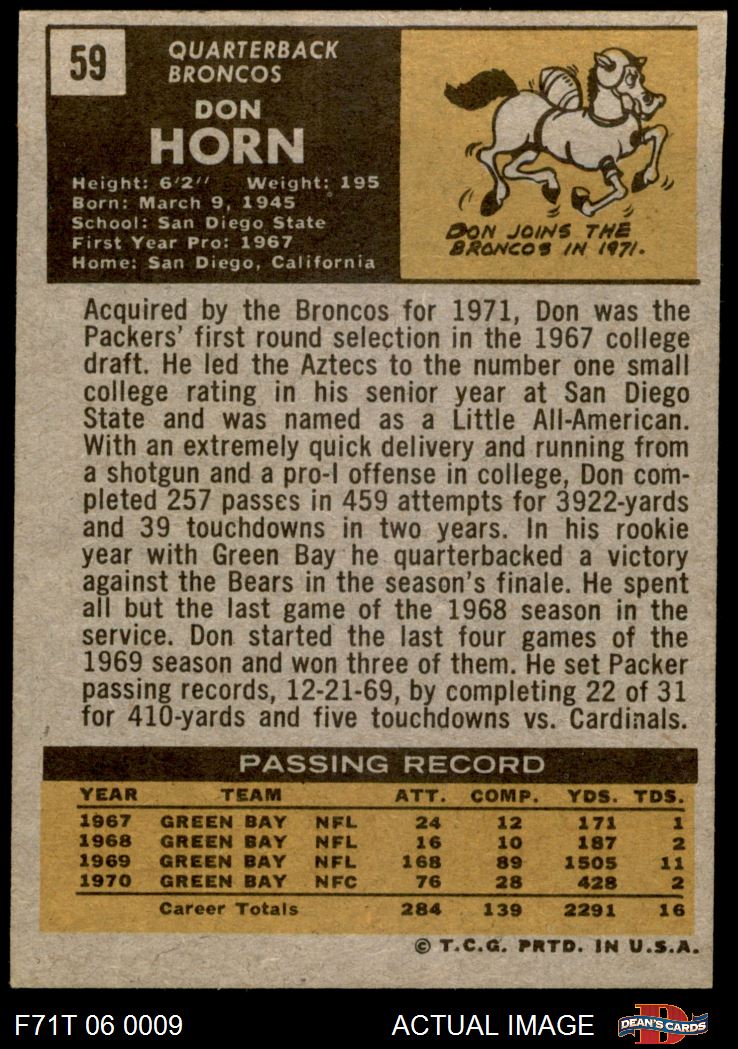 59
QUARTERBACK
BRONCOS
DON
HORN
Height: 6'2" Weight: 195
Born: March 9, 1945
School: San Diego State
First Year Pro: 1967
Home: San Diego, California
DON JOINS THE
BRONCOS IN 1971.
Acquired by the Broncos for 1971, Don was the
Packers' first round selection in the 1967 college
draft. He led the Aztecs to the number one small
college rating in his senior year at San Diego
State and was named as a Little All-American.
With an extremely quick delivery and running from
a shotgun and a pro-I offense in college, Don com-
pleted 257 passes in 459 attempts for 3922-yards
and 39 touchdowns in two years. In his rookie
year with Green Bay he quarterbacked a victory
against the Bears in the season's finale. He spent
all but the last game of the 1968 season in the
service. Don started the last four games of the
1969 season and won three of them. He set Packer
passing records, 12-21-69, by completing 22 of 31
for 410-yards and five touchdowns vs. Cardinals.
PASSING RECORD
YEAR TEAM ATT. COMP. YDS. TDS.
1967 GREEN BAY NFL 24 12 171 1
1968 GREEN BAY NFL 16 10 187 2
1969 GREEN BAY NFL 168 89 1505 11
1970 GREEN BAY NFC 76 28 428 2
Career Totals 284 139 2291 16
© T.C.G. PRTD. IN U.S.A.
F71T 06 0009 ACTUAL IMAGE D DEAN'S CARDS